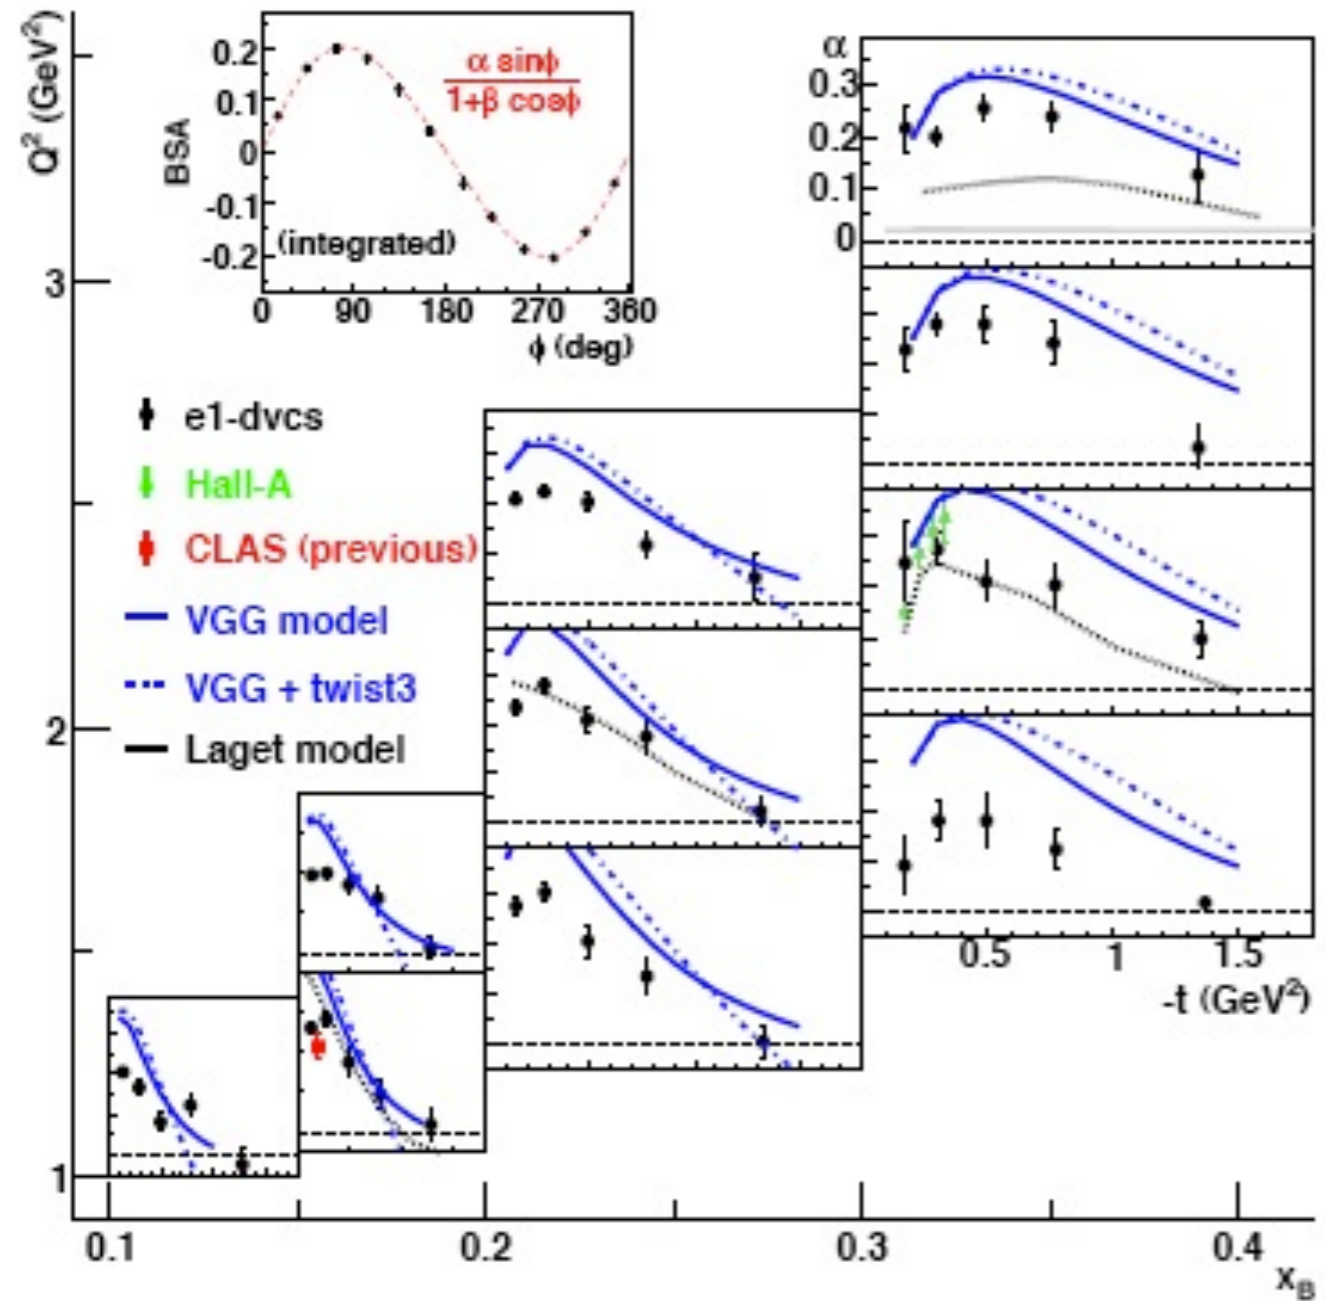 Q² (GeV²)
3
2
1
BSA
0.2
0.1
0
-0.1
-0.2
α sinϕ
1+β cosϕ
(integrated)
0 90 180 270 360
ϕ (deg)
e1-dvcs
Hall-A
CLAS (previous)
VGG model
VGG + twist3
Laget model
α
0.3
0.2
0.1
0
0.5 1 1.5
-t (GeV²)
0.1 0.2 0.3 0.4
x_B